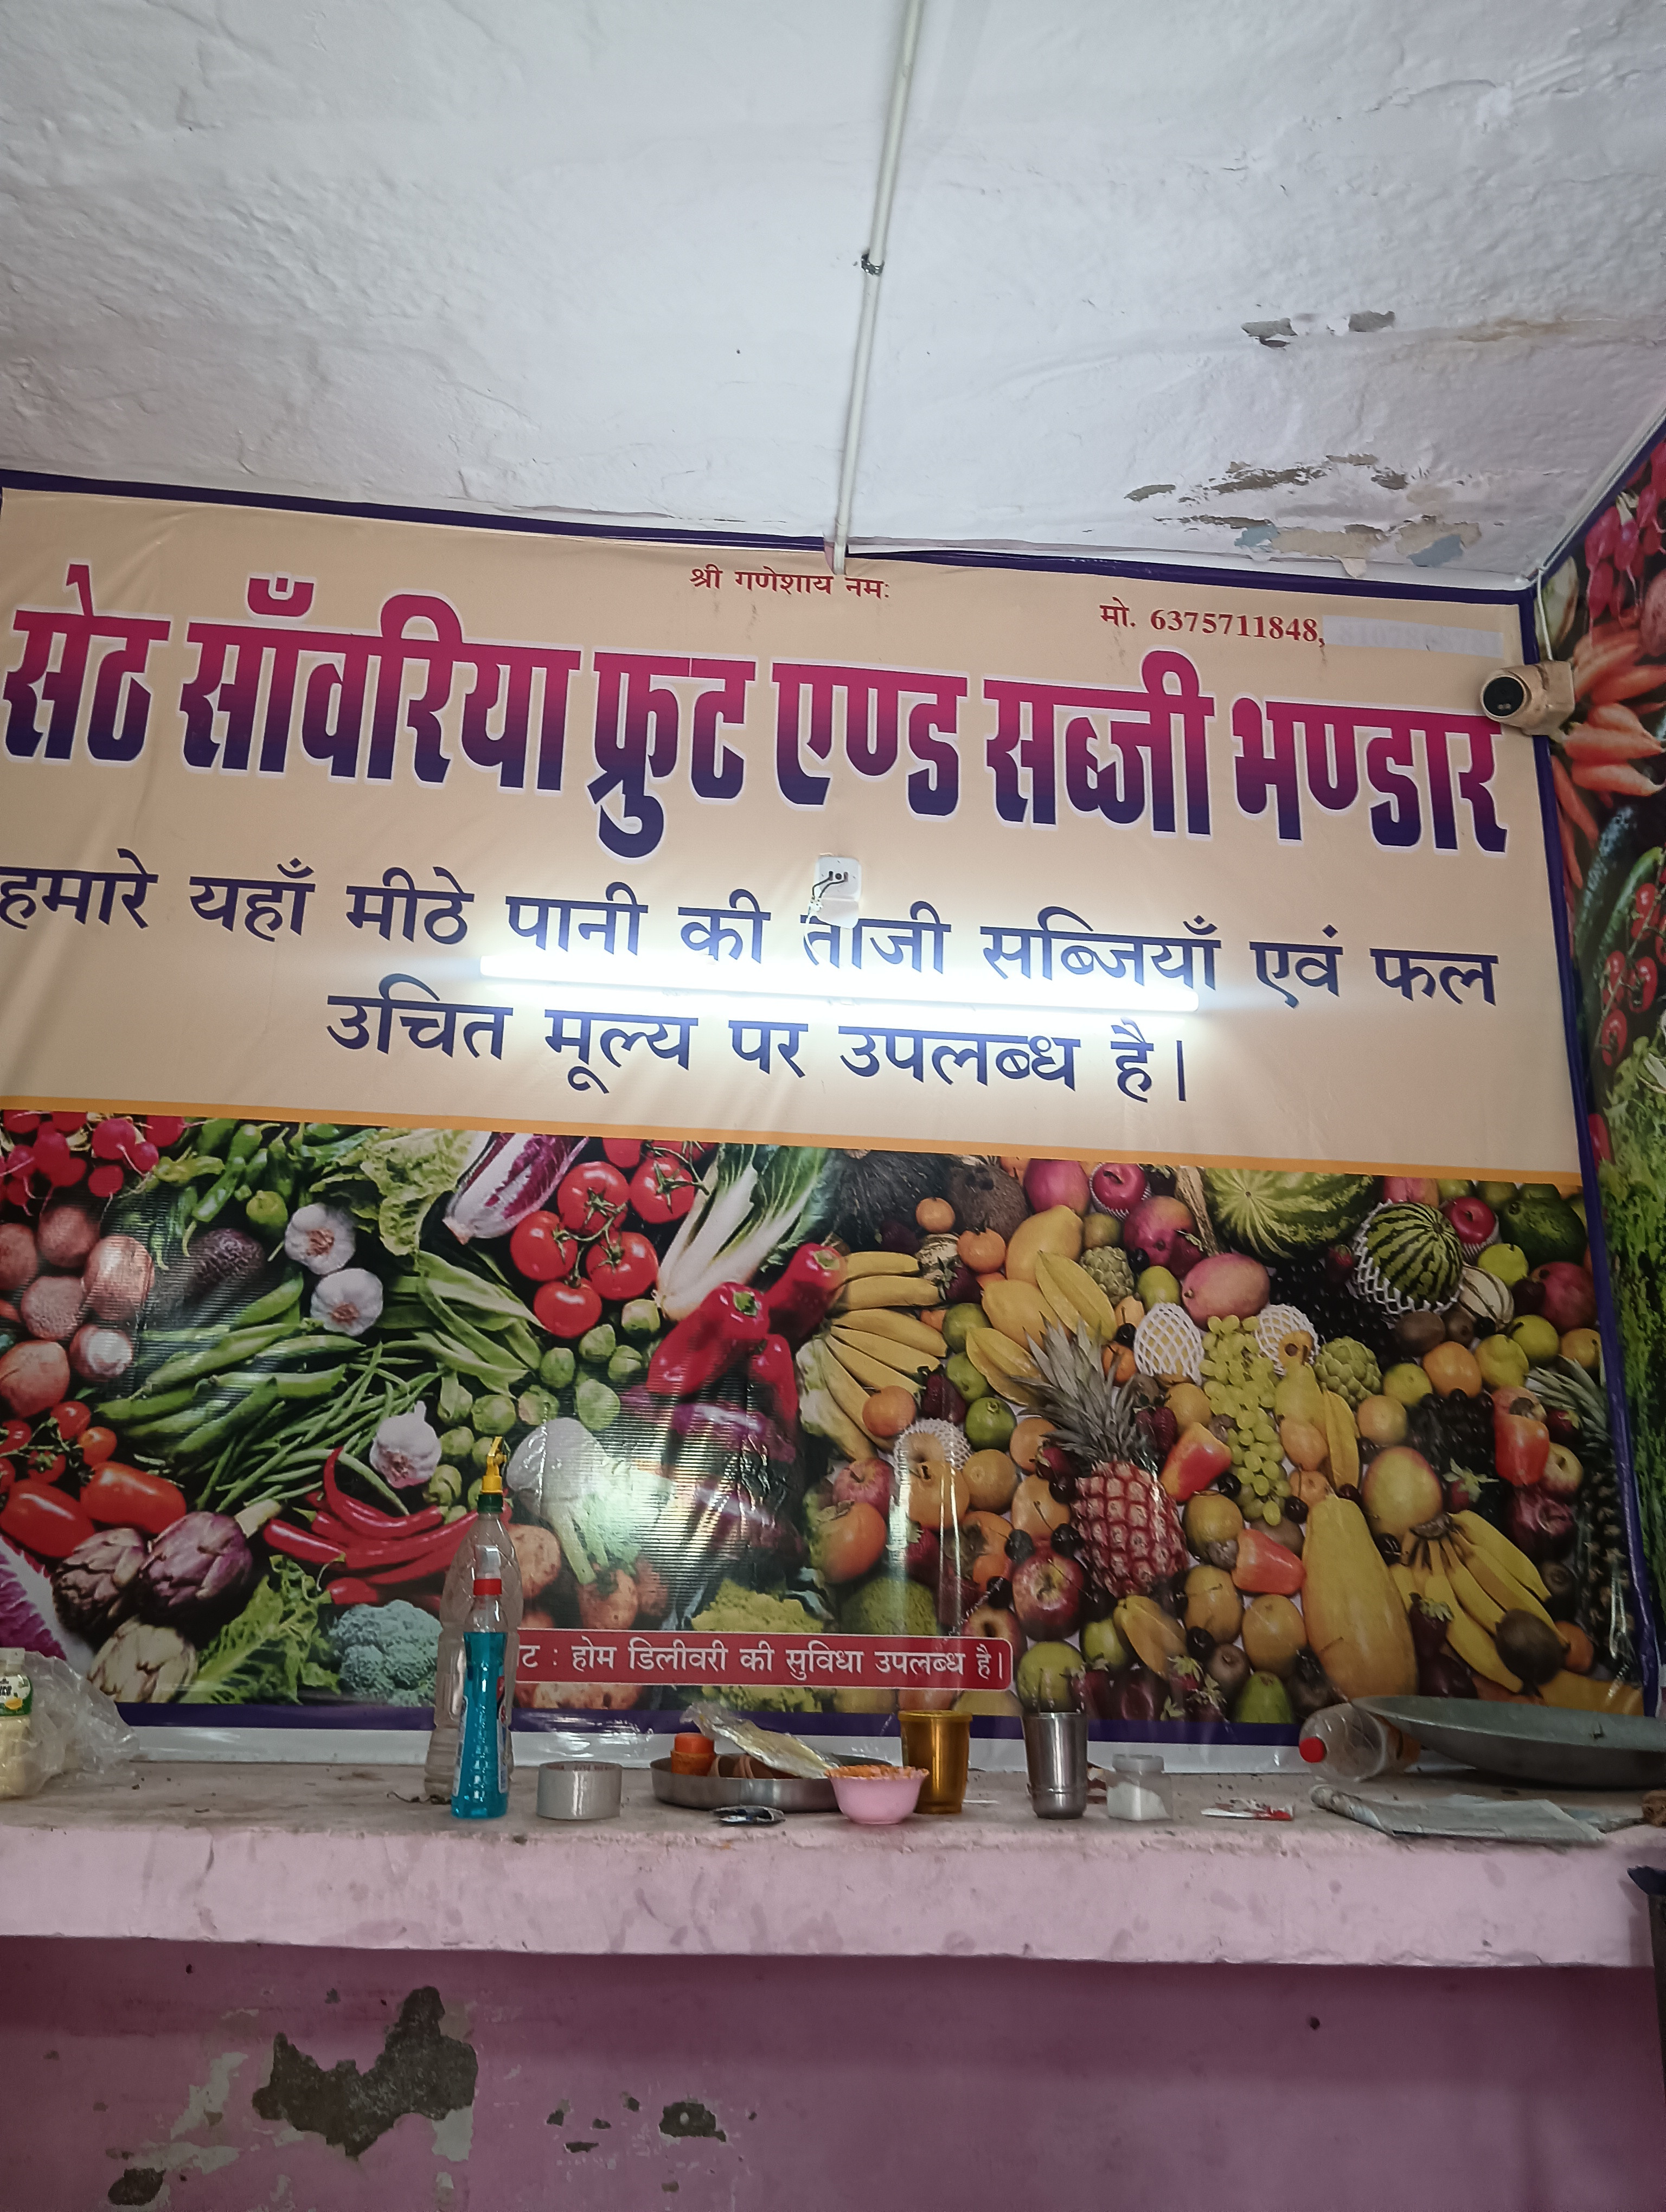 श्री गणेशाय नमः
मो. 6375711848,
सेठ साँवरिया फ्रुट एण्ड सब्जी भण्डार
हमारे यहाँ मीठे पानी की ताजी सब्जियाँ एवं फल
उचित मूल्य पर उपलब्ध है।
: होम डिलीवरी की सुविधा उपलब्ध है।